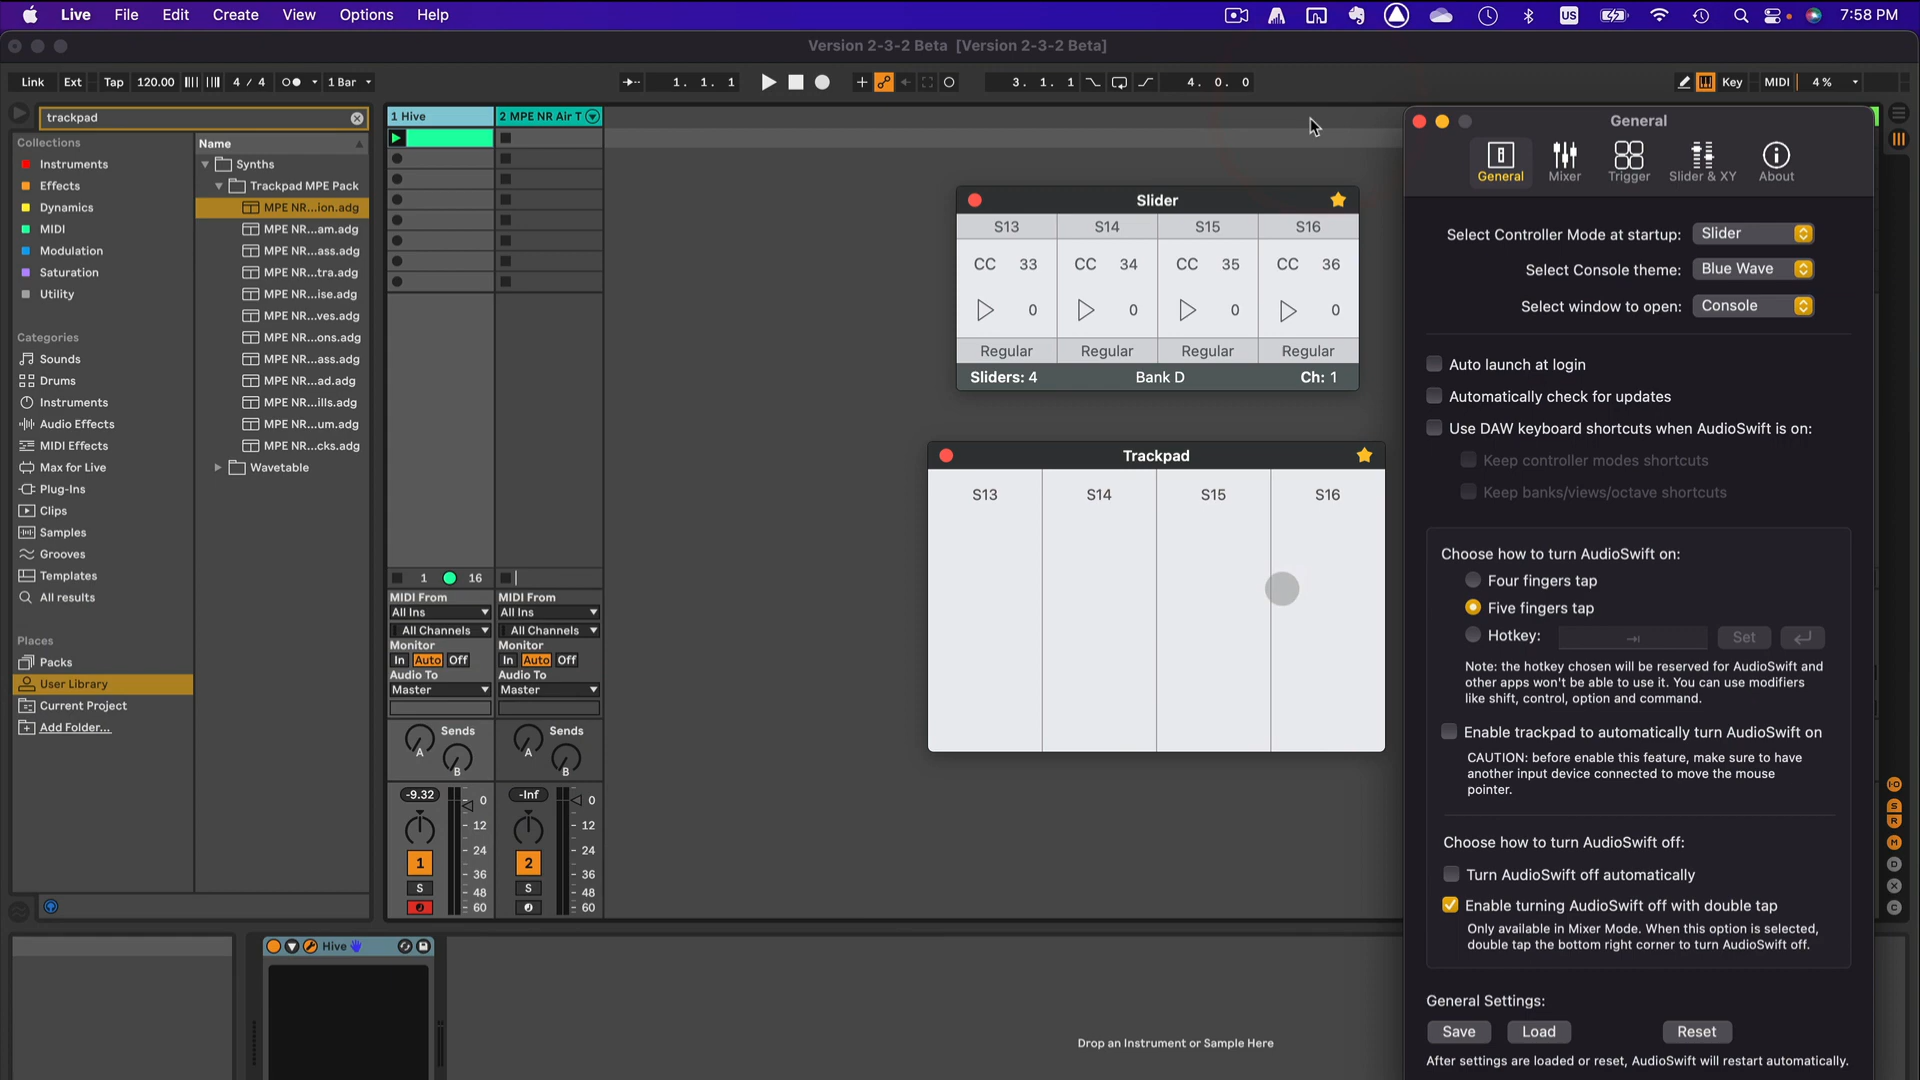 Live File Edit Create View Options Help US 7:58 PM
Version 2-3-2 Beta [Version 2-3-2 Beta]
Link Ext Tap 120.00 4 / 4 1 Bar 1. 1. 1 3. 1. 1 4. 0. 0 Key MIDI 4 %
trackpad
Collections
Instruments
Effects
Dynamics
MIDI
Modulation
Saturation
Utility
Categories
Sounds
Drums
Instruments
Audio Effects
MIDI Effects
Max for Live
Plug-Ins
Clips
Samples
Grooves
Templates
All results
Places
Packs
User Library
Current Project
Add Folder...
Name
Synths
Trackpad MPE Pack
MPE NR...ion.adg
MPE NR...am.adg
MPE NR...ass.adg
MPE NR...tra.adg
MPE NR...ise.adg
MPE NR...ves.adg
MPE NR...ons.adg
MPE NR...ass.adg
MPE NR...ad.adg
MPE NR...ills.adg
MPE NR...um.adg
MPE NR...cks.adg
Wavetable
1 Hive 2 MPE NR Air T
1 16
MIDI From MIDI From
All Ins All Ins
All Channels All Channels
Monitor Monitor
In Auto Off In Auto Off
Audio To Audio To
Master Master
Sends Sends
A B A B
-9.32 0 -Inf 0
12 12
24 24
36 36
48 48
60 60
1 2
S S
Slider
S13 S14 S15 S16
CC 33 CC 34 CC 35 CC 36
0 0 0 0
Regular Regular Regular Regular
Sliders: 4 Bank D Ch: 1
Trackpad
S13 S14 S15 S16
General
General Mixer Trigger Slider & XY About
Select Controller Mode at startup: Slider
Select Console theme: Blue Wave
Select window to open: Console
Auto launch at login
Automatically check for updates
Use DAW keyboard shortcuts when AudioSwift is on:
Keep controller modes shortcuts
Keep banks/views/octave shortcuts
Choose how to turn AudioSwift on:
Four fingers tap
Five fingers tap
Hotkey: Set
Note: the hotkey chosen will be reserved for AudioSwift and
other apps won't be able to use it. You can use modifiers
like shift, control, option and command.
Enable trackpad to automatically turn AudioSwift on
CAUTION: before enable this feature, make sure to have
another input device connected to move the mouse
pointer.
Choose how to turn AudioSwift off:
Turn AudioSwift off automatically
Enable turning AudioSwift off with double tap
Only available in Mixer Mode. When this option is selected,
double tap the bottom right corner to turn AudioSwift off.
General Settings:
Save Load Reset
After settings are loaded or reset, AudioSwift will restart automatically.
I-O
S
R
M
D
X
C
Hive
Drop an Instrument or Sample Here